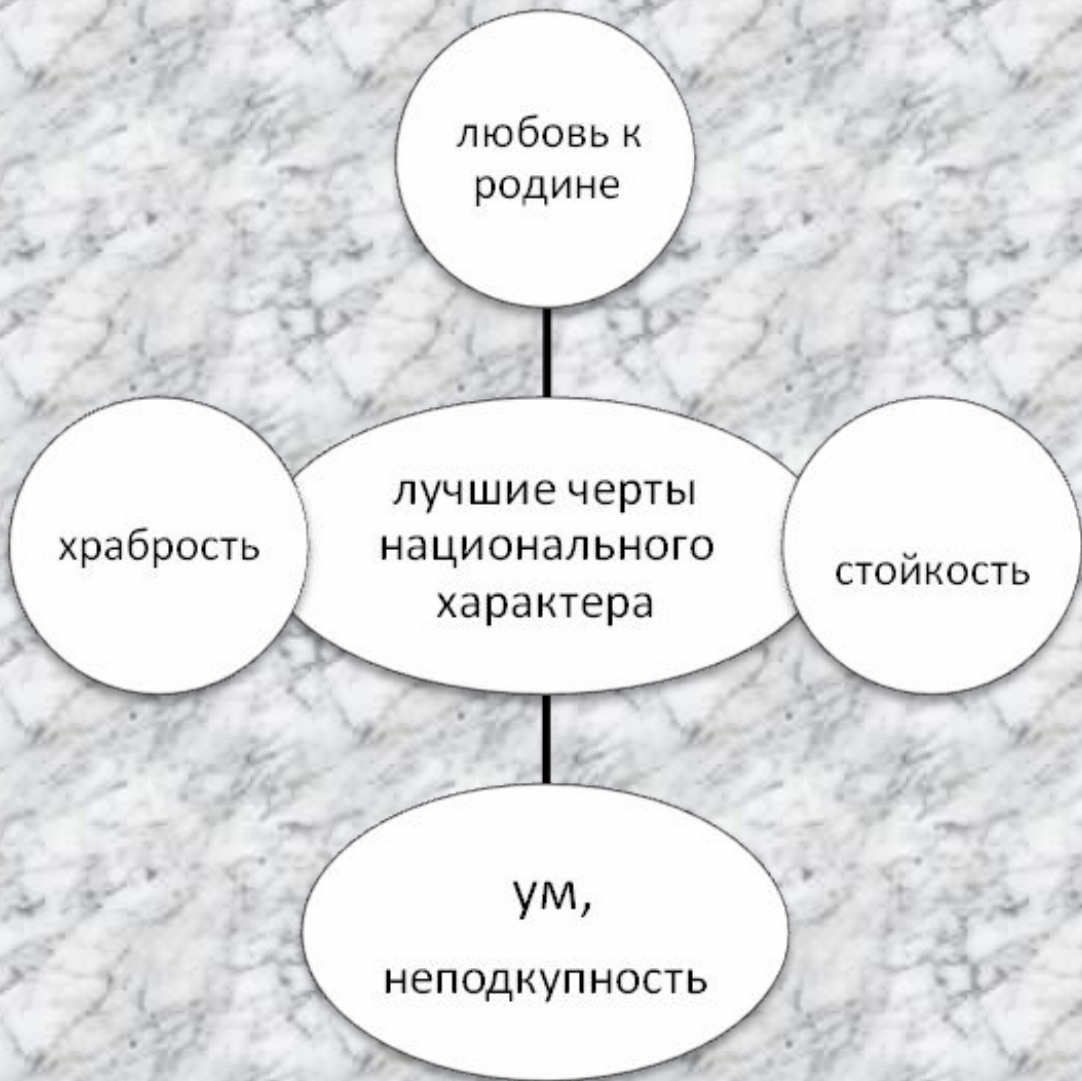 любовь к
родине
храбрость
лучшие черты
национального
характера
стойкость
ум,
неподкупность